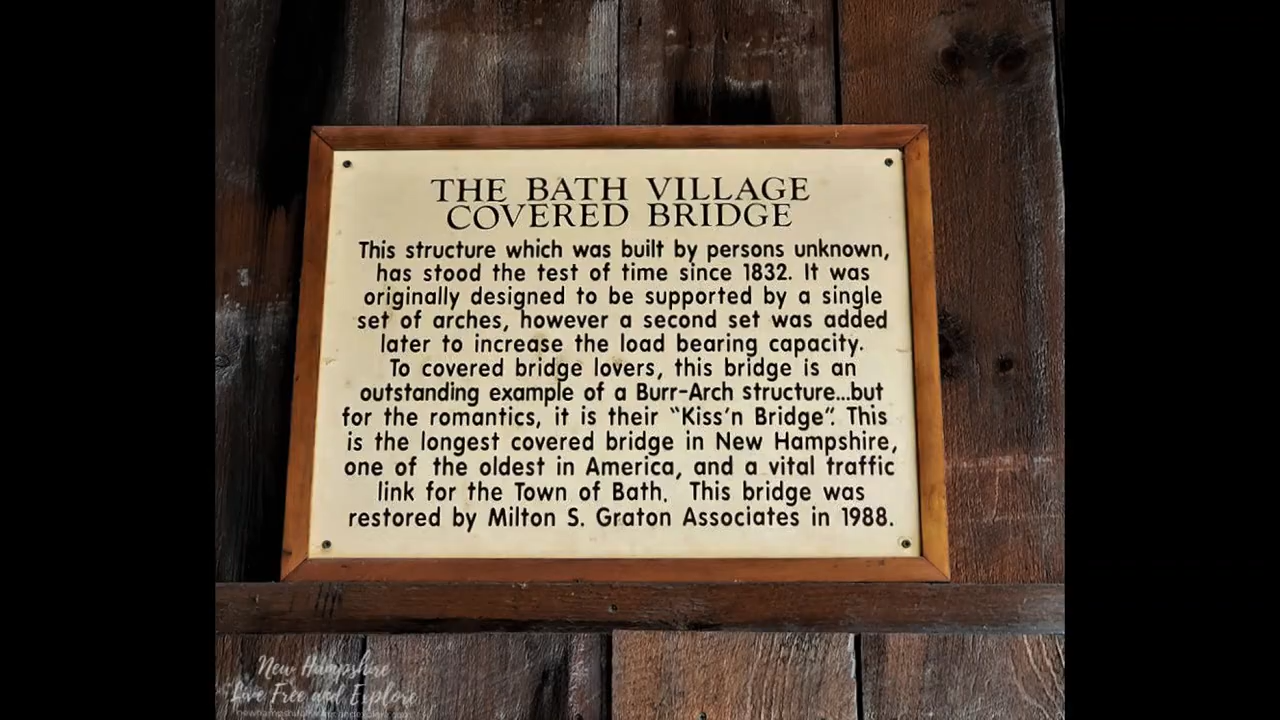 THE BATH VILLAGE
COVERED BRIDGE
This structure which was built by persons unknown,
has stood the test of time since 1832. It was
originally designed to be supported by a single
set of arches, however a second set was added
later to increase the load bearing capacity.
To covered bridge lovers, this bridge is an
outstanding example of a Burr-Arch structure...but
for the romantics, it is their "Kiss'n Bridge". This
is the longest covered bridge in New Hampshire,
one of the oldest in America, and a vital traffic
link for the Town of Bath. This bridge was
restored by Milton S. Graton Associates in 1988.
New Hampshire
Live Free and Explore